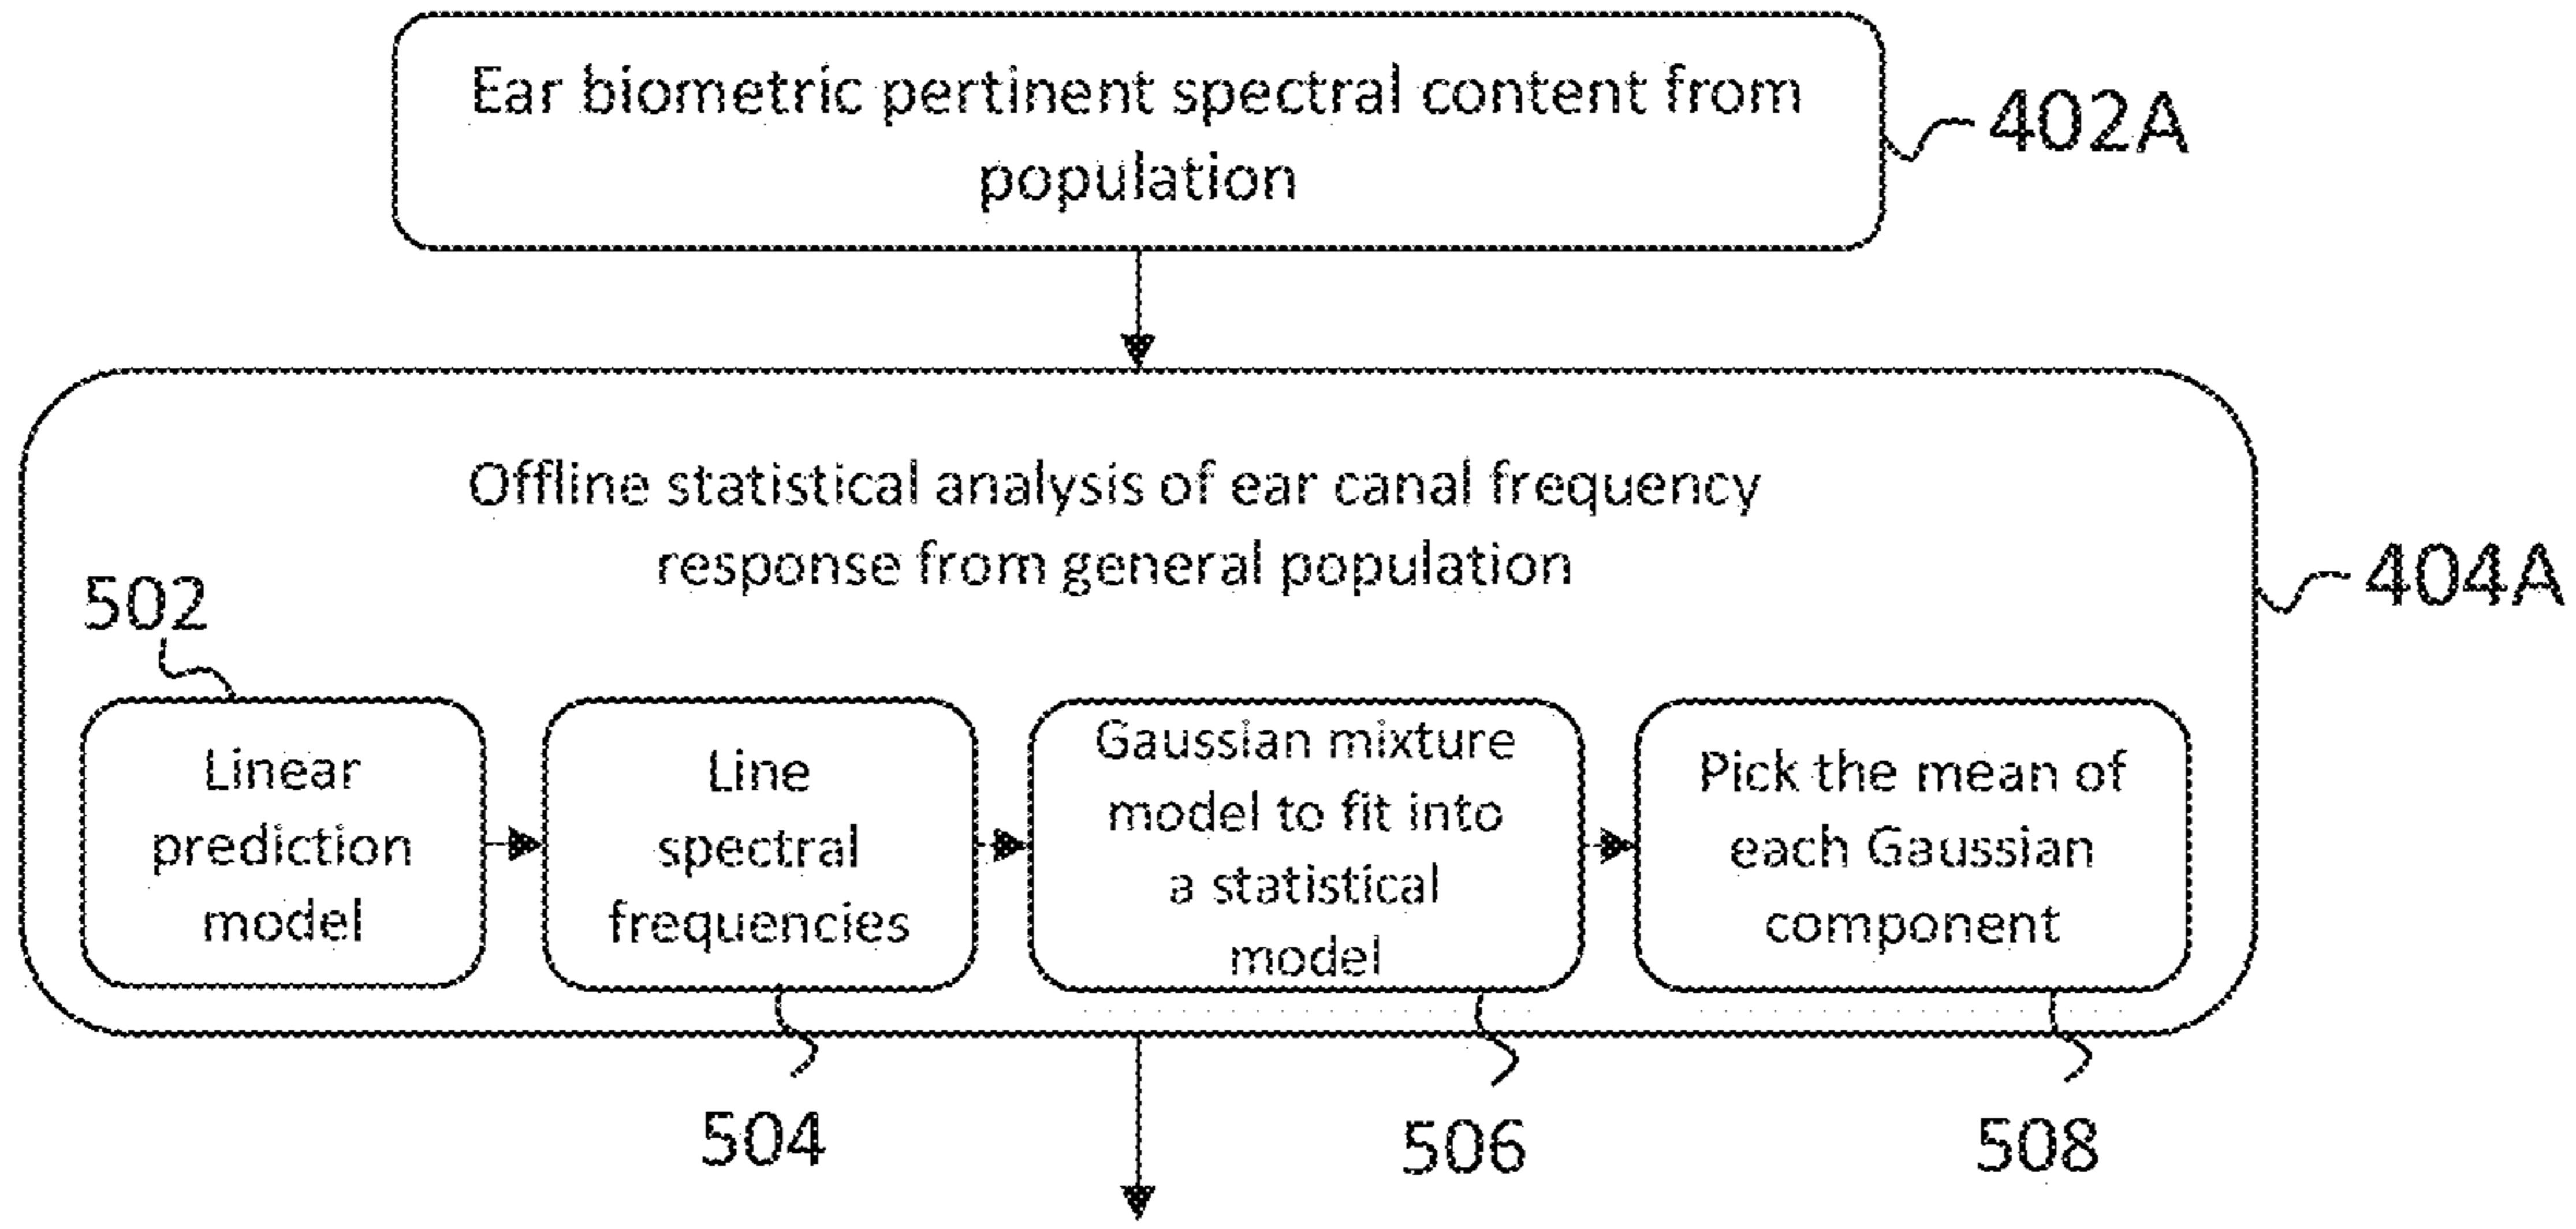 Ear biometric pertinent spectral content from
population
402A
Offline statistical analysis of ear canal frequency
response from general population
404A
502
Linear
prediction
model
Line
spectral
frequencies
Gaussian mixture
model to fit into
a statistical
model
Pick the mean of
each Gaussian
component
504
506
508